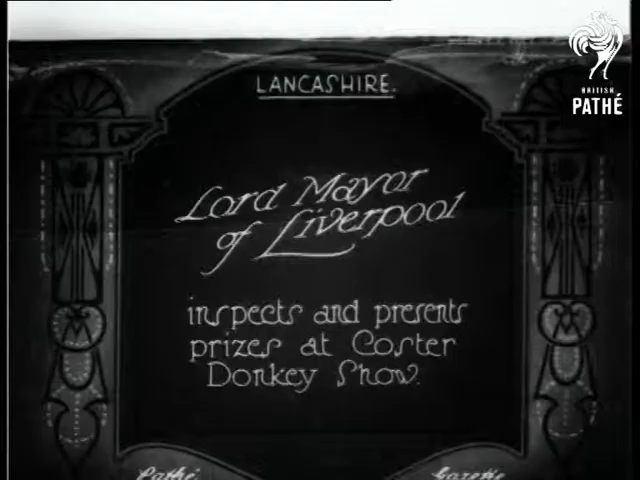 BRITISH
PATHÉ
LANCASHIRE.
Lord Mayor
of Liverpool
inspects and presents
prizes at Coster
Donkey Show.
Pathé Gazette